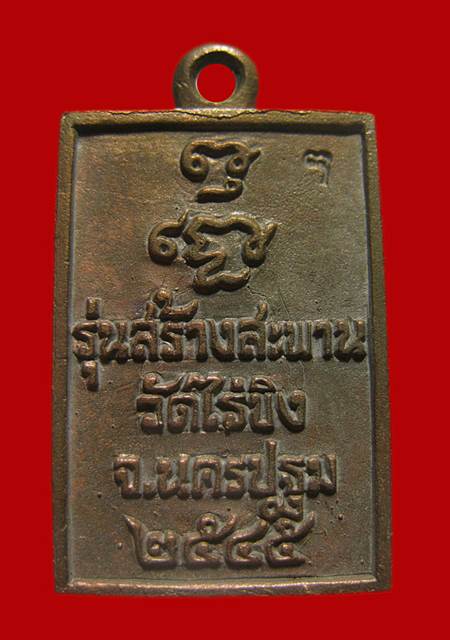 รุ่นสร้างสะพาน
วัดไร่ขิง
จ.นครปฐม
๒๕๔๕